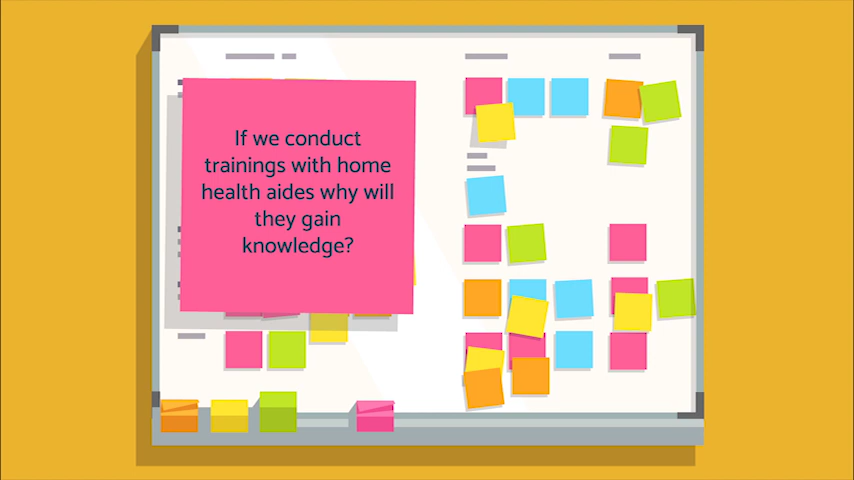 If we conduct
trainings with home
health aides why will
they gain
knowledge?